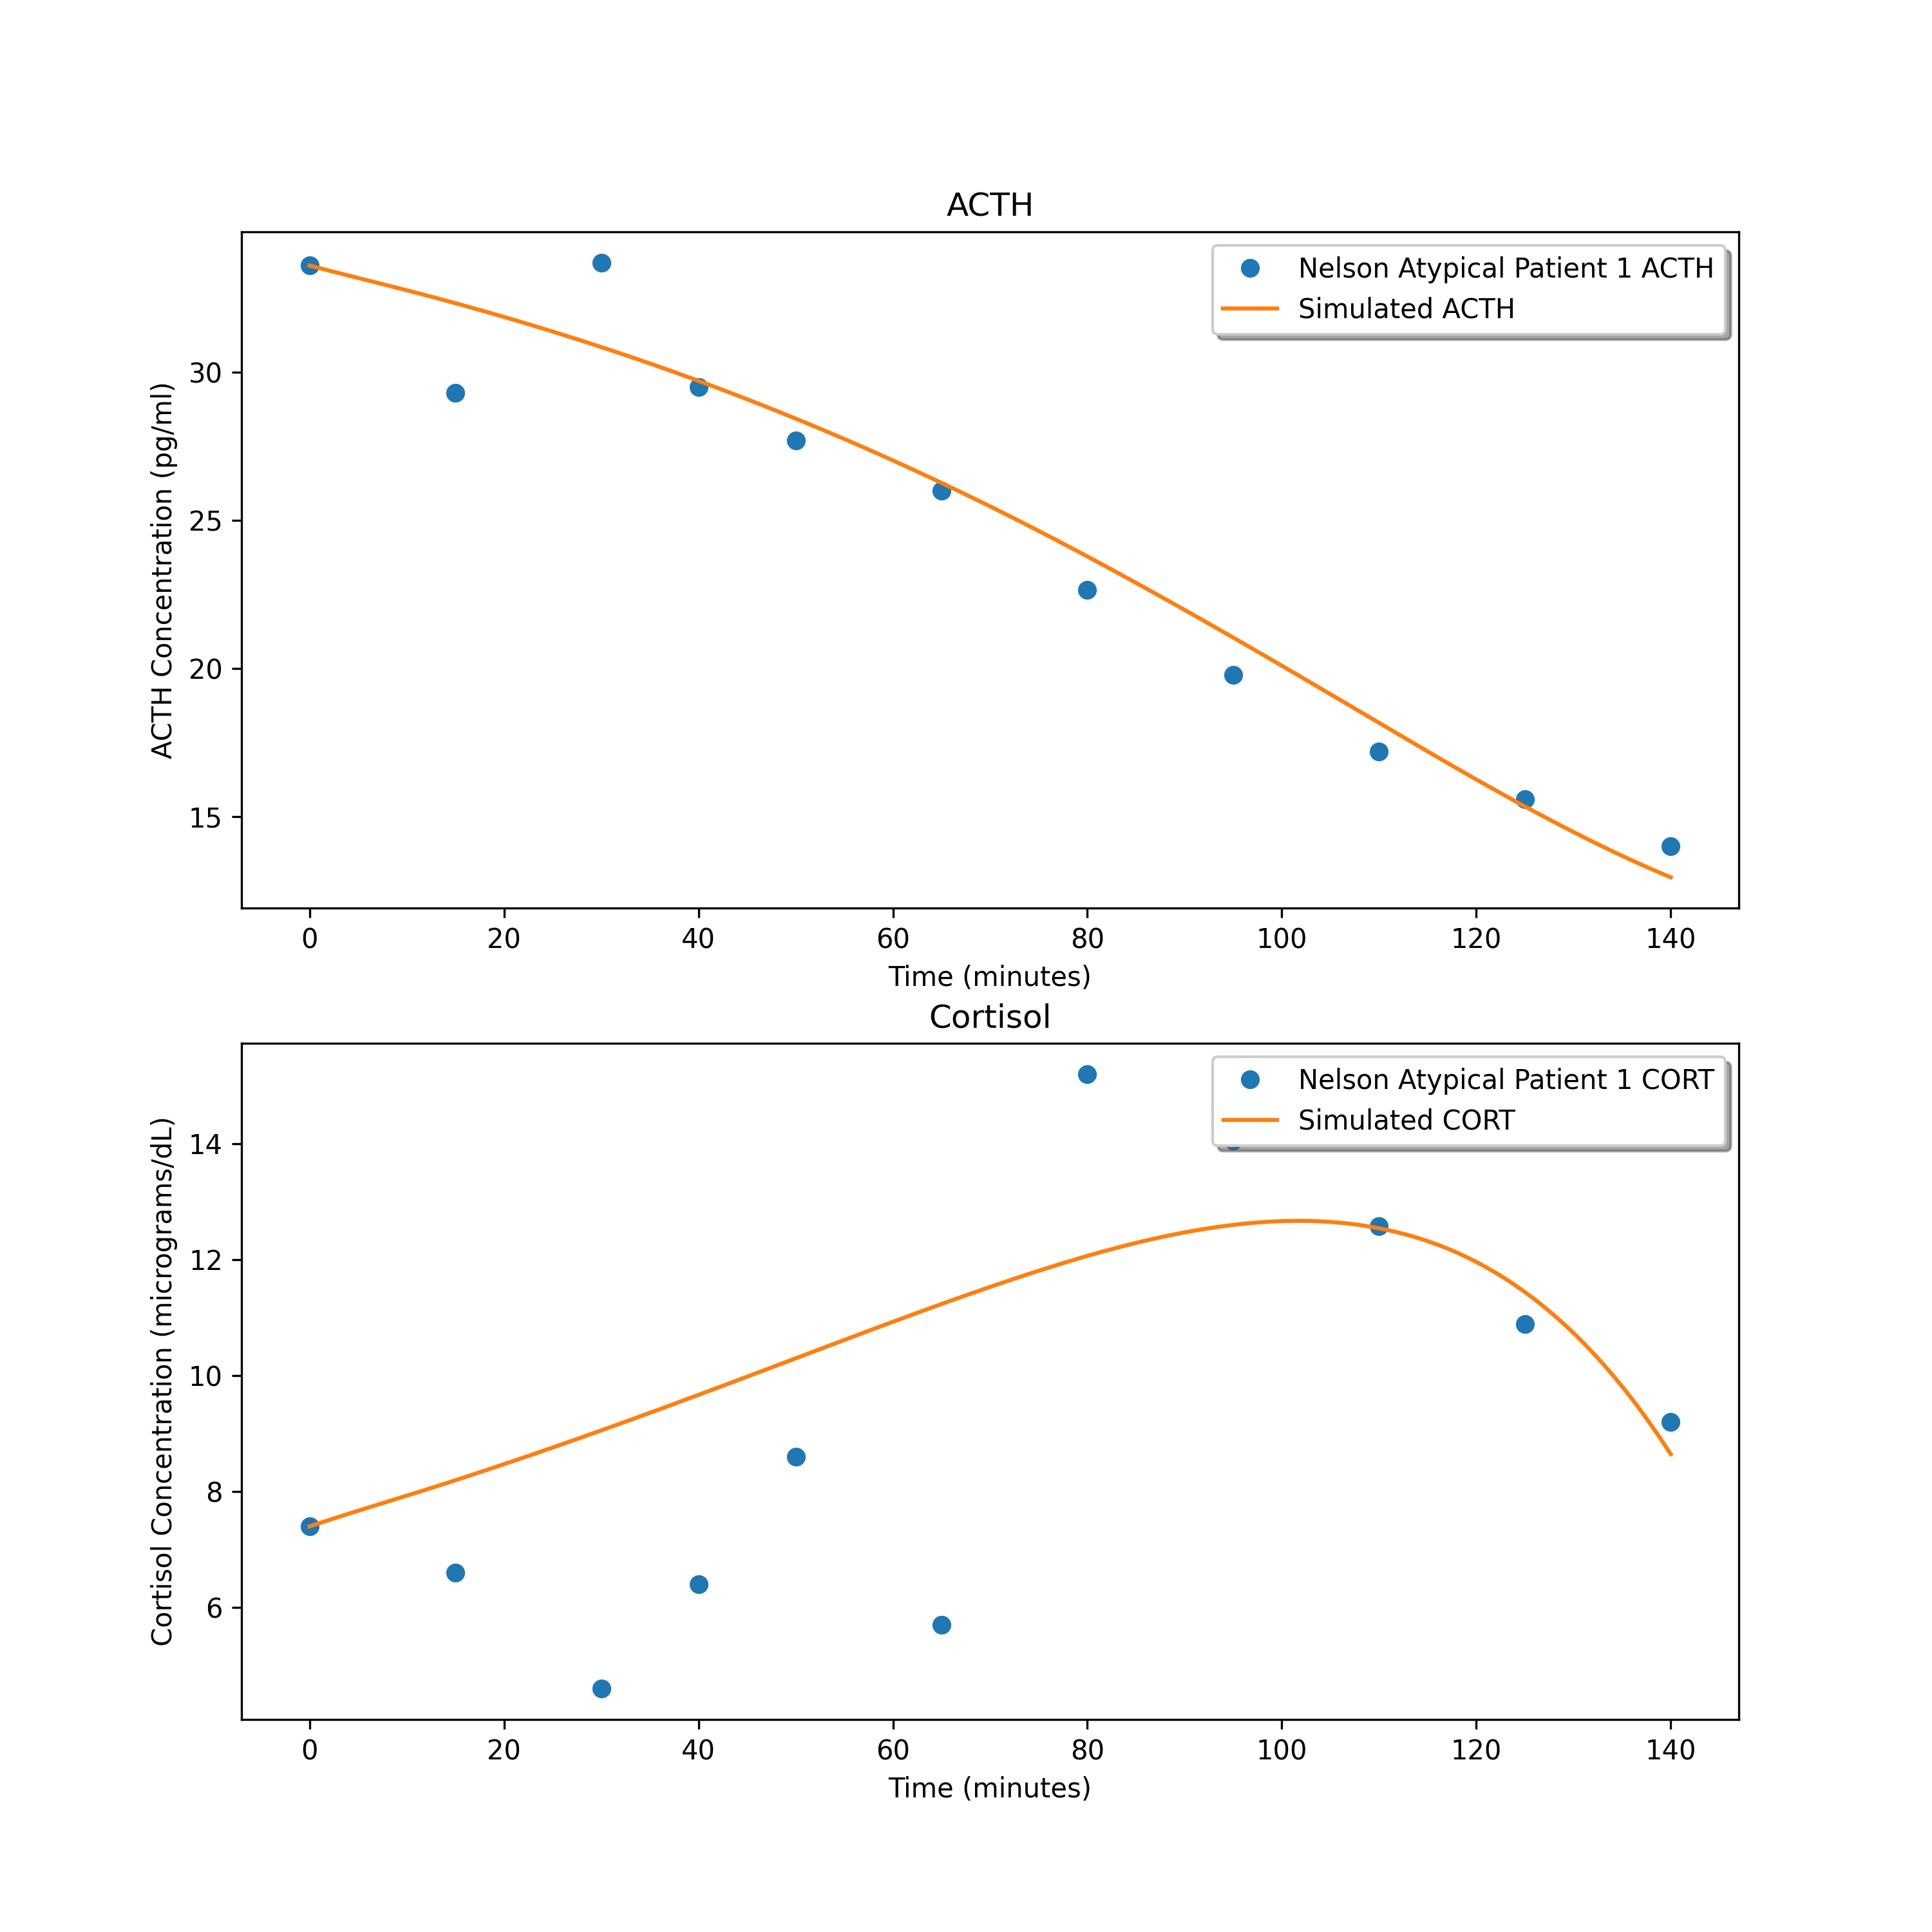 ACTH
Nelson Atypical Patient 1 ACTH
Simulated ACTH
ACTH Concentration (pg/ml)
30
25
20
15
0 20 40 60 80 100 120 140
Time (minutes)
Cortisol
Nelson Atypical Patient 1 CORT
Simulated CORT
Cortisol Concentration (micrograms/dL)
14
12
10
8
6
0 20 40 60 80 100 120 140
Time (minutes)